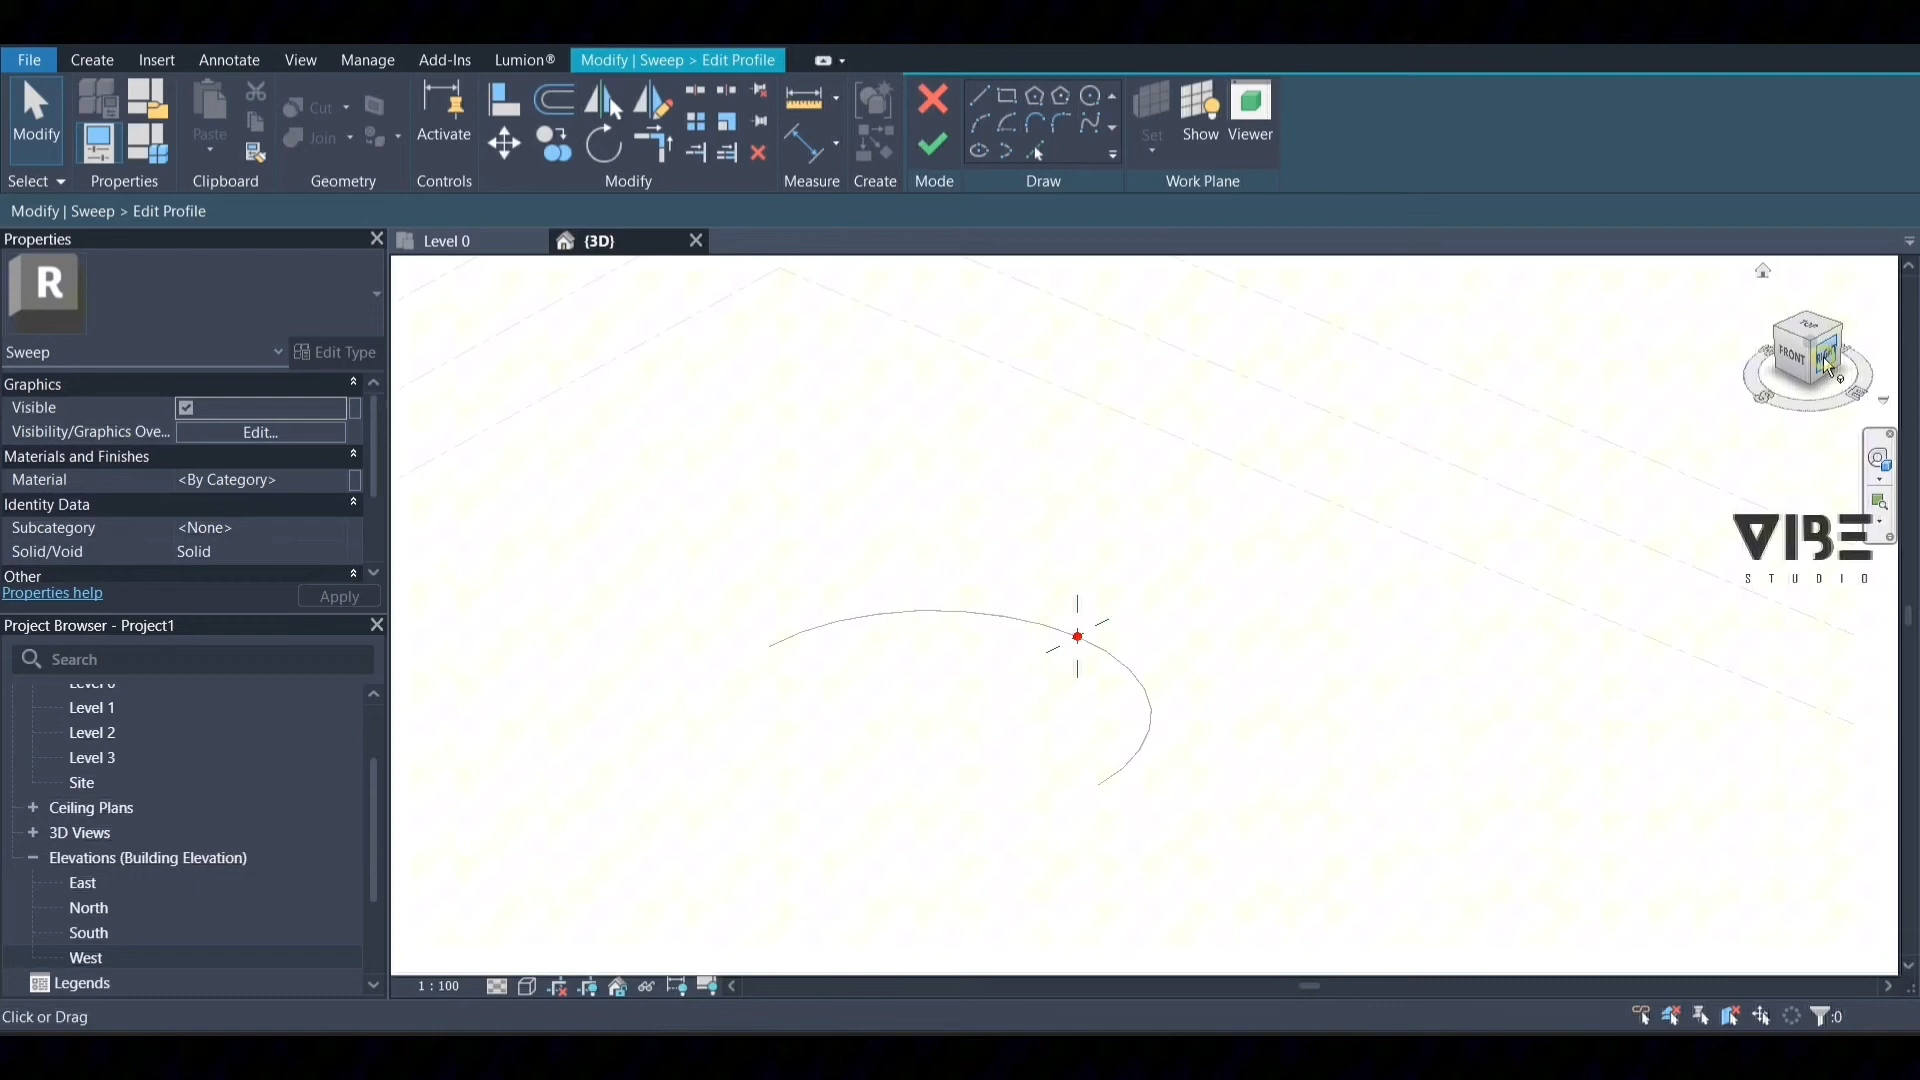 File Create Insert Annotate View Manage Add-Ins Lumion® Modify | Sweep > Edit Profile
Modify Paste Cut Join Activate Set Show Viewer
Select Properties Clipboard Geometry Controls Modify Measure Create Mode Draw Work Plane
Modify | Sweep > Edit Profile
Properties
Level 0 {3D}
R
Sweep Edit Type
Graphics
Visible
Visibility/Graphics Ove... Edit...
Materials and Finishes
Material <By Category>
Identity Data
Subcategory <None>
Solid/Void Solid
Other
Properties help Apply
Project Browser - Project1
Search
Level 0
Level 1
Level 2
Level 3
Site
Ceiling Plans
3D Views
Elevations (Building Elevation)
East
North
South
West
Legends
TOP
FRONT RIGHT
VIBE
STUDIO
1 : 100
Click or Drag :0